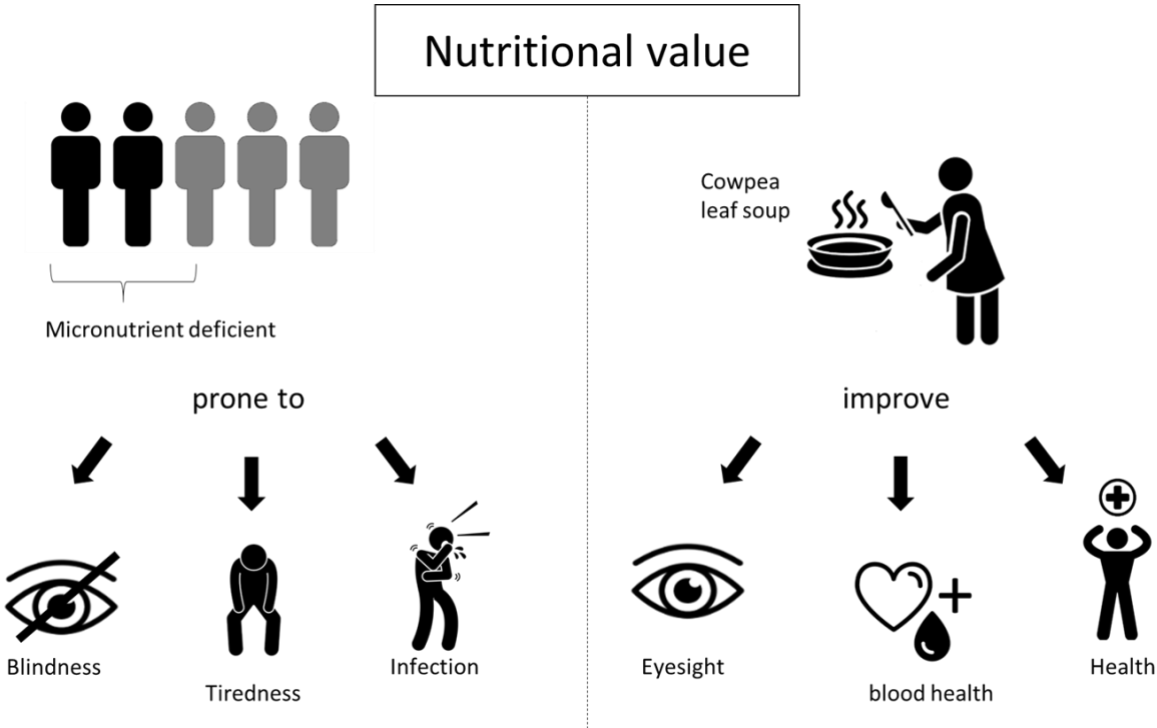 Nutritional value
Micronutrient deficient
prone to
Blindness
Tiredness
Infection
Cowpea
leaf soup
improve
Eyesight
blood health
Health